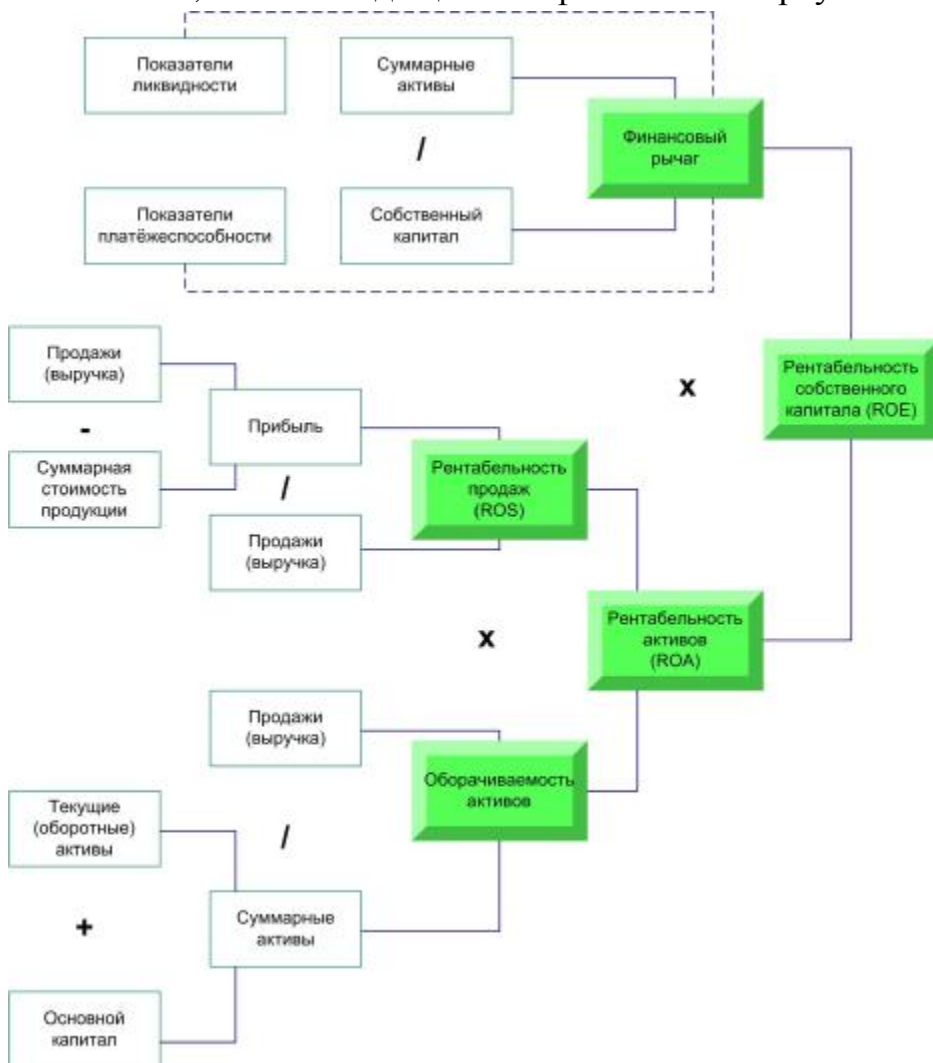 Показатели
ликвидности
Суммарные
активы
/
Финансовый
рычаг
Показатели
платёжеспособности
Собственный
капитал
Продажи
(выручка)
-
Суммарная
стоимость
продукции
Прибыль
/
Продажи
(выручка)
Рентабельность
продаж
(ROS)
x
Рентабельность
собственного
капитала (ROE)
x
Рентабельность
активов
(ROA)
Продажи
(выручка)
/
Оборачиваемость
активов
Текущие
(оборотные)
активы
+
Основной
капитал
Суммарные
активы